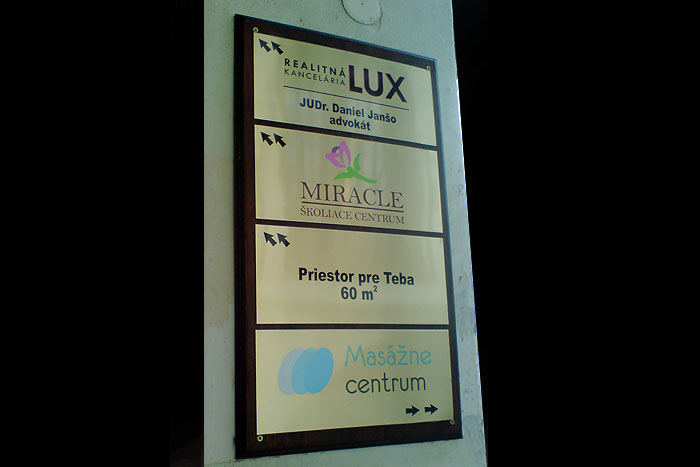 REALITNÁ
KANCELÁRIA LUX
JUDr. Daniel Janšo
advokát
MIRACLE
ŠKOLIACE CENTRUM
Priestor pre Teba
60 m²
Masážne
centrum